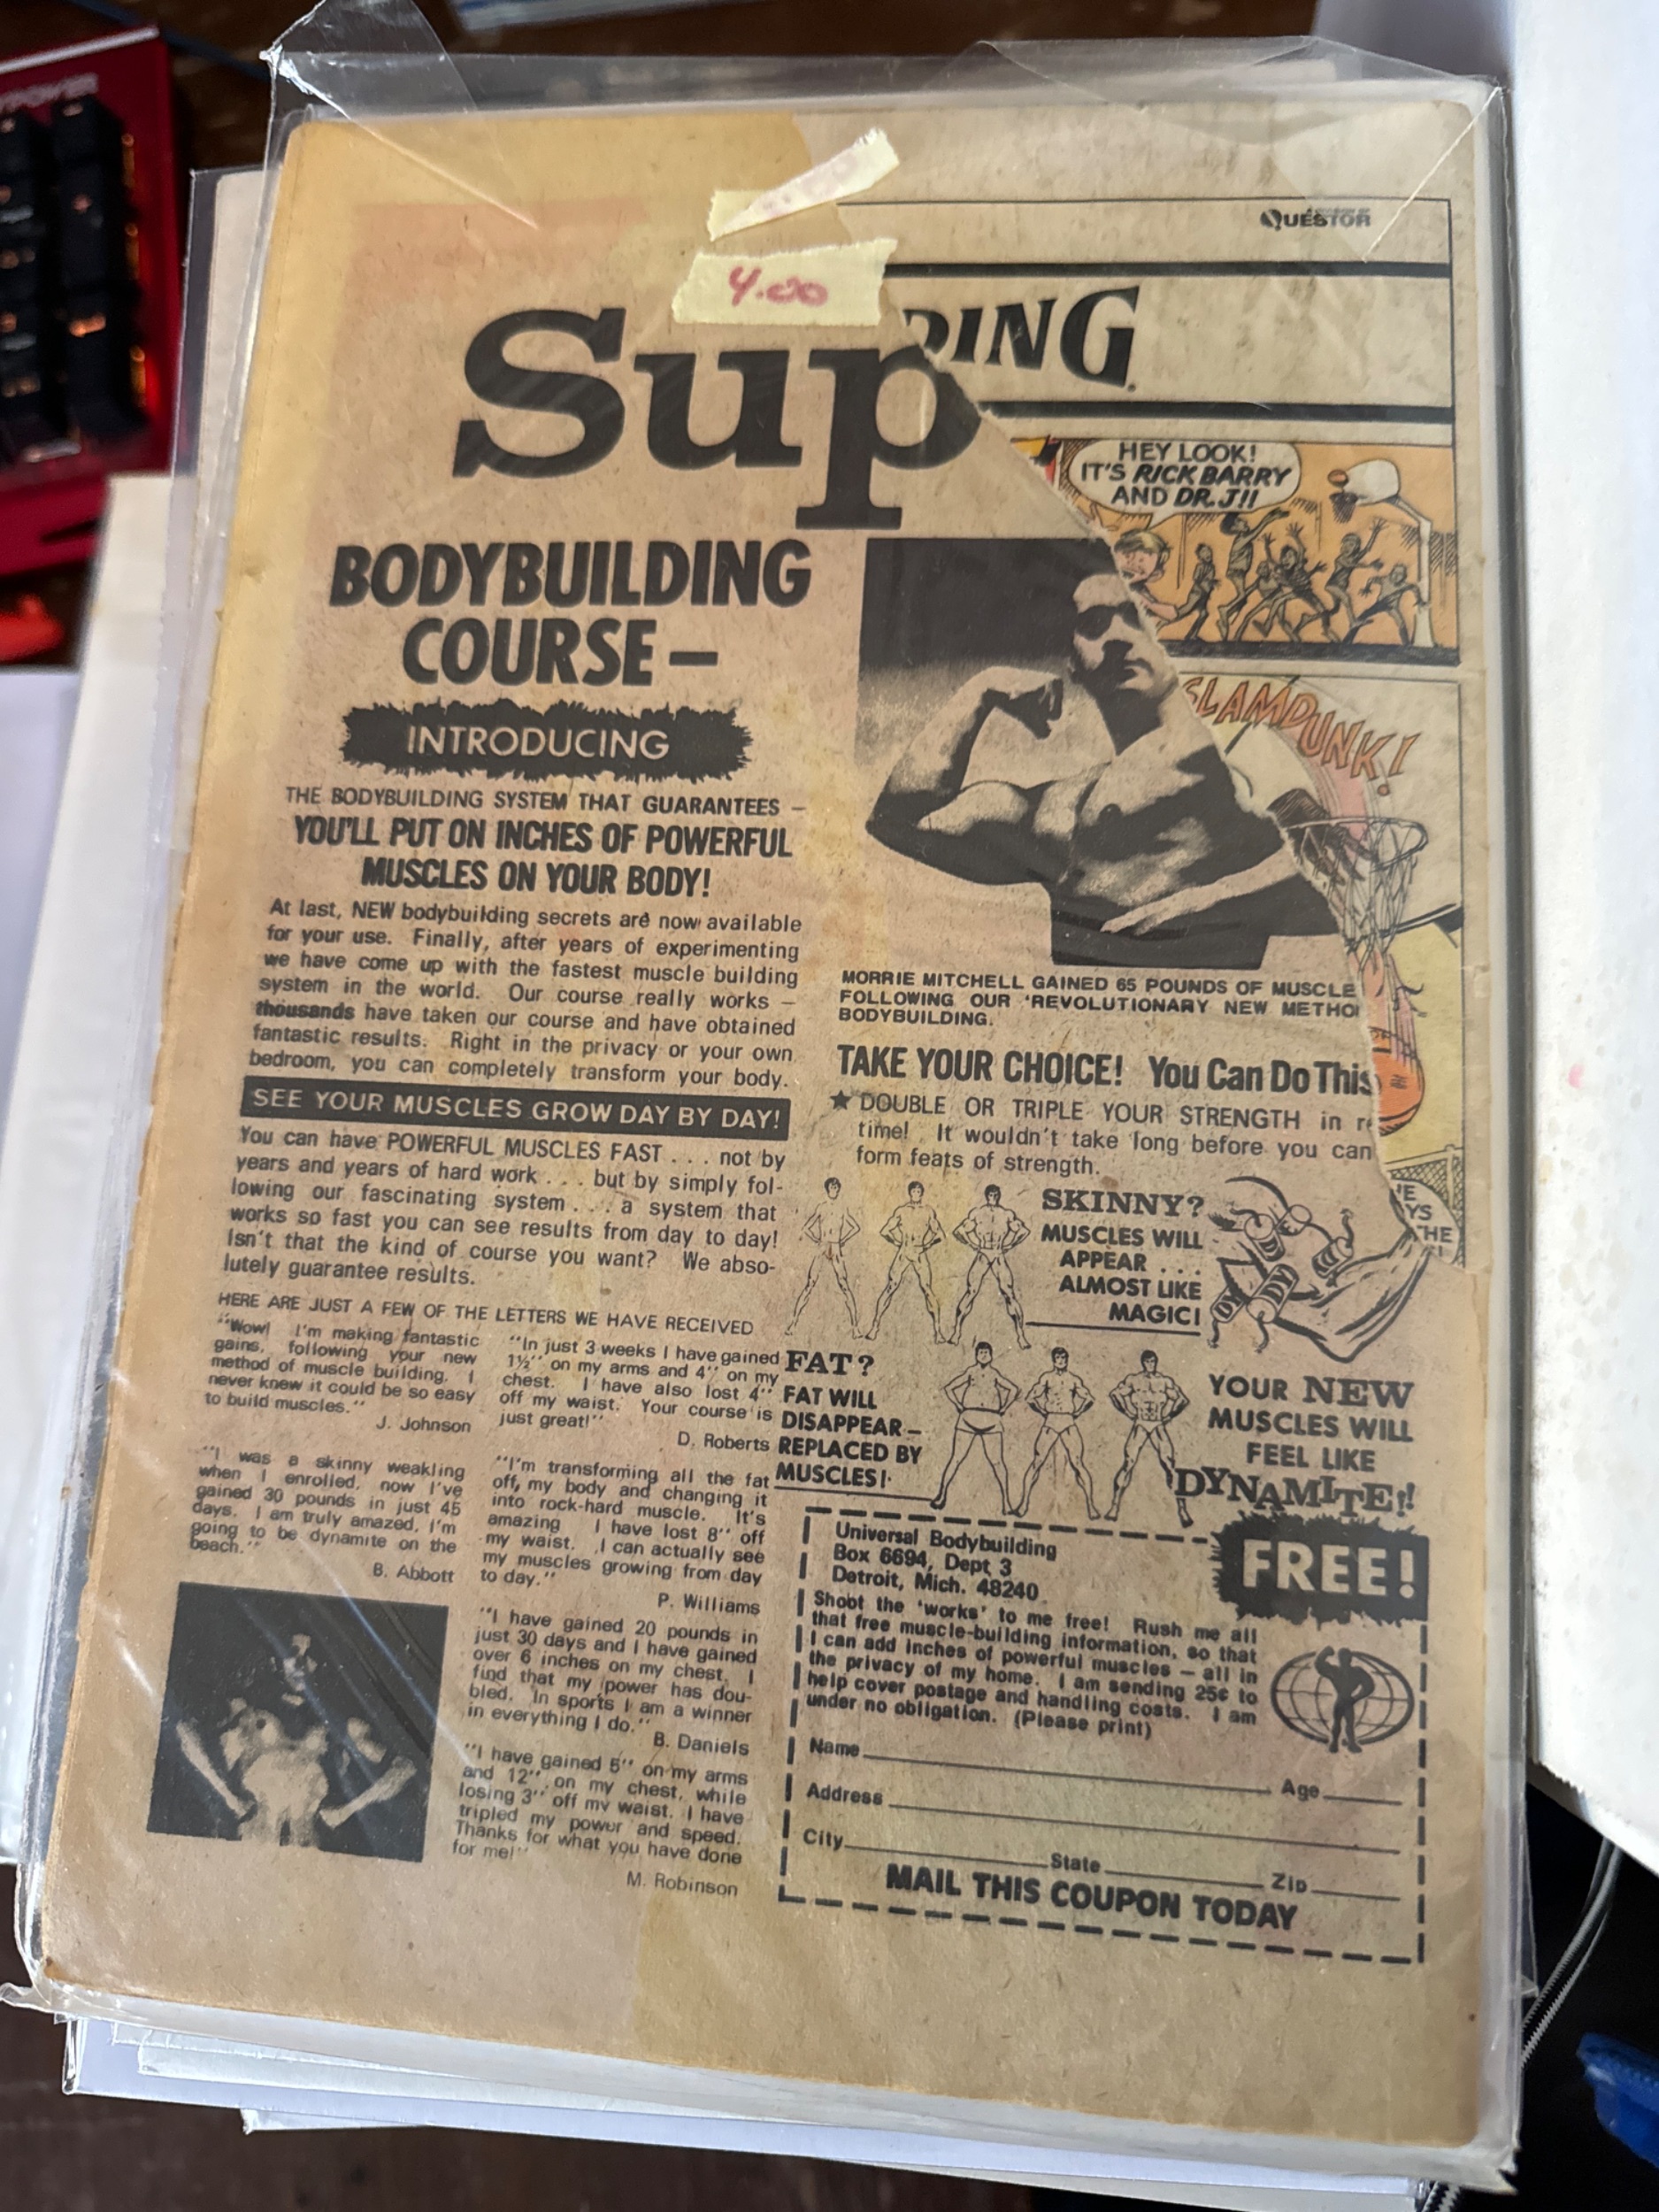 QUESTOR
4.00
Sup
ING
HEY LOOK!
IT'S RICK BARRY
AND DR. J!!
BODYBUILDING
COURSE –
INTRODUCING
THE BODYBUILDING SYSTEM THAT GUARANTEES –
YOU'LL PUT ON INCHES OF POWERFUL
MUSCLES ON YOUR BODY!
At last, NEW bodybuilding secrets are now available
for your use. Finally, after years of experimenting
we have come up with the fastest muscle building
system in the world. Our course really works –
thousands have taken our course and have obtained
fantastic results. Right in the privacy or your own
bedroom, you can completely transform your body.
SEE YOUR MUSCLES GROW DAY BY DAY!
You can have POWERFUL MUSCLES FAST . . . not by
years and years of hard work . . . but by simply fol-
lowing our fascinating system . . . a system that
works so fast you can see results from day to day!
Isn't that the kind of course you want? We abso-
lutely guarantee results.
HERE ARE JUST A FEW OF THE LETTERS WE HAVE RECEIVED
"Wow! I'm making fantastic
gains, following your new
method of muscle building. I
never knew it could be so easy
to build muscles."
J. Johnson
"I was a skinny weakling
when I enrolled, now I've
gained 30 pounds in just 45
days. I am truly amazed, I'm
going to be dynamite on the
beach."
B. Abbott
"In just 3 weeks I have gained
1½" on my arms and 4" on my
chest. I have also lost 4"
off my waist. Your course is
just great!"
D. Roberts
"I'm transforming all the fat
off, my body and changing it
into rock-hard muscle. It's
amazing I have lost 8" off
my waist. I can actually see
my muscles growing from day
to day."
P. Williams
"I have gained 20 pounds in
just 30 days and I have gained
over 6 inches on my chest. I
find that my power has dou-
bled. In sports I am a winner
in everything I do."
B. Daniels
"I have gained 5" on my arms
and 12" on my chest, while
losing 3" off my waist. I have
tripled my power and speed.
Thanks for what you have done
for me!"
M. Robinson
SLAMDUNK!
MORRIE MITCHELL GAINED 65 POUNDS OF MUSCLE
FOLLOWING OUR 'REVOLUTIONARY NEW METHO
BODYBUILDING.
TAKE YOUR CHOICE! You Can Do This
★ DOUBLE OR TRIPLE YOUR STRENGTH in r
time! It wouldn't take long before you can
form feats of strength.
'E
YS
THE
SKINNY?
MUSCLES WILL
APPEAR . . .
ALMOST LIKE
MAGIC!
DY
DY
FAT?
FAT WILL
DISAPPEAR –
REPLACED BY
MUSCLES!
YOUR NEW
MUSCLES WILL
FEEL LIKE
DYNAMITE!!
Universal Bodybuilding
Box 6694, Dept 3
Detroit, Mich. 48240
FREE!
Shoot the 'works' to me free! Rush me all
that free muscle-building information, so that
I can add inches of powerful muscles – all in
the privacy of my home. I am sending 25¢ to
help cover postage and handling costs. I am
under no obligation. (Please print)
Name Age
Address
City State Zip
MAIL THIS COUPON TODAY